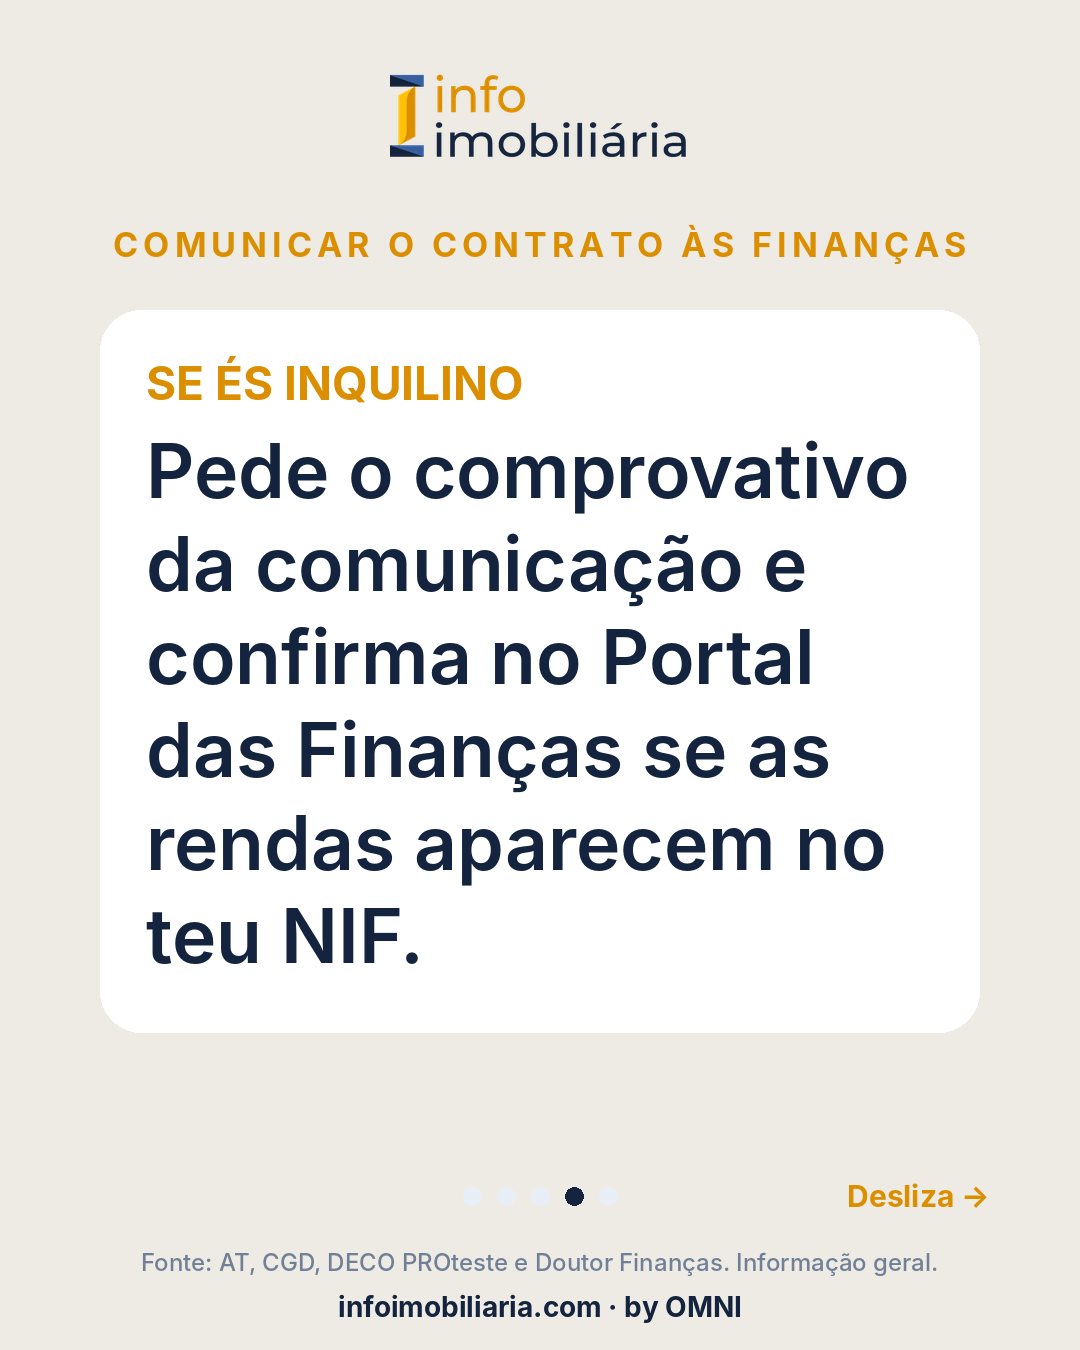 info
imobiliária
COMUNICAR O CONTRATO ÀS FINANÇAS
SE ÉS INQUILINO
Pede o comprovativo
da comunicação e
confirma no Portal
das Finanças se as
rendas aparecem no
teu NIF.
Desliza →
Fonte: AT, CGD, DECO PROteste e Doutor Finanças. Informação geral.
infoimobiliaria.com · by OMNI